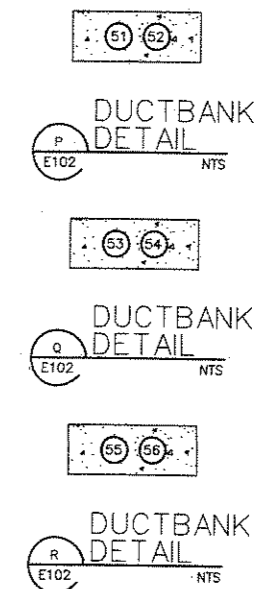 51 52
DUCTBANK
P DETAIL
E102 NTS
53 54
DUCTBANK
Q DETAIL
E102 NTS
55 56
DUCTBANK
R DETAIL
E102 NTS